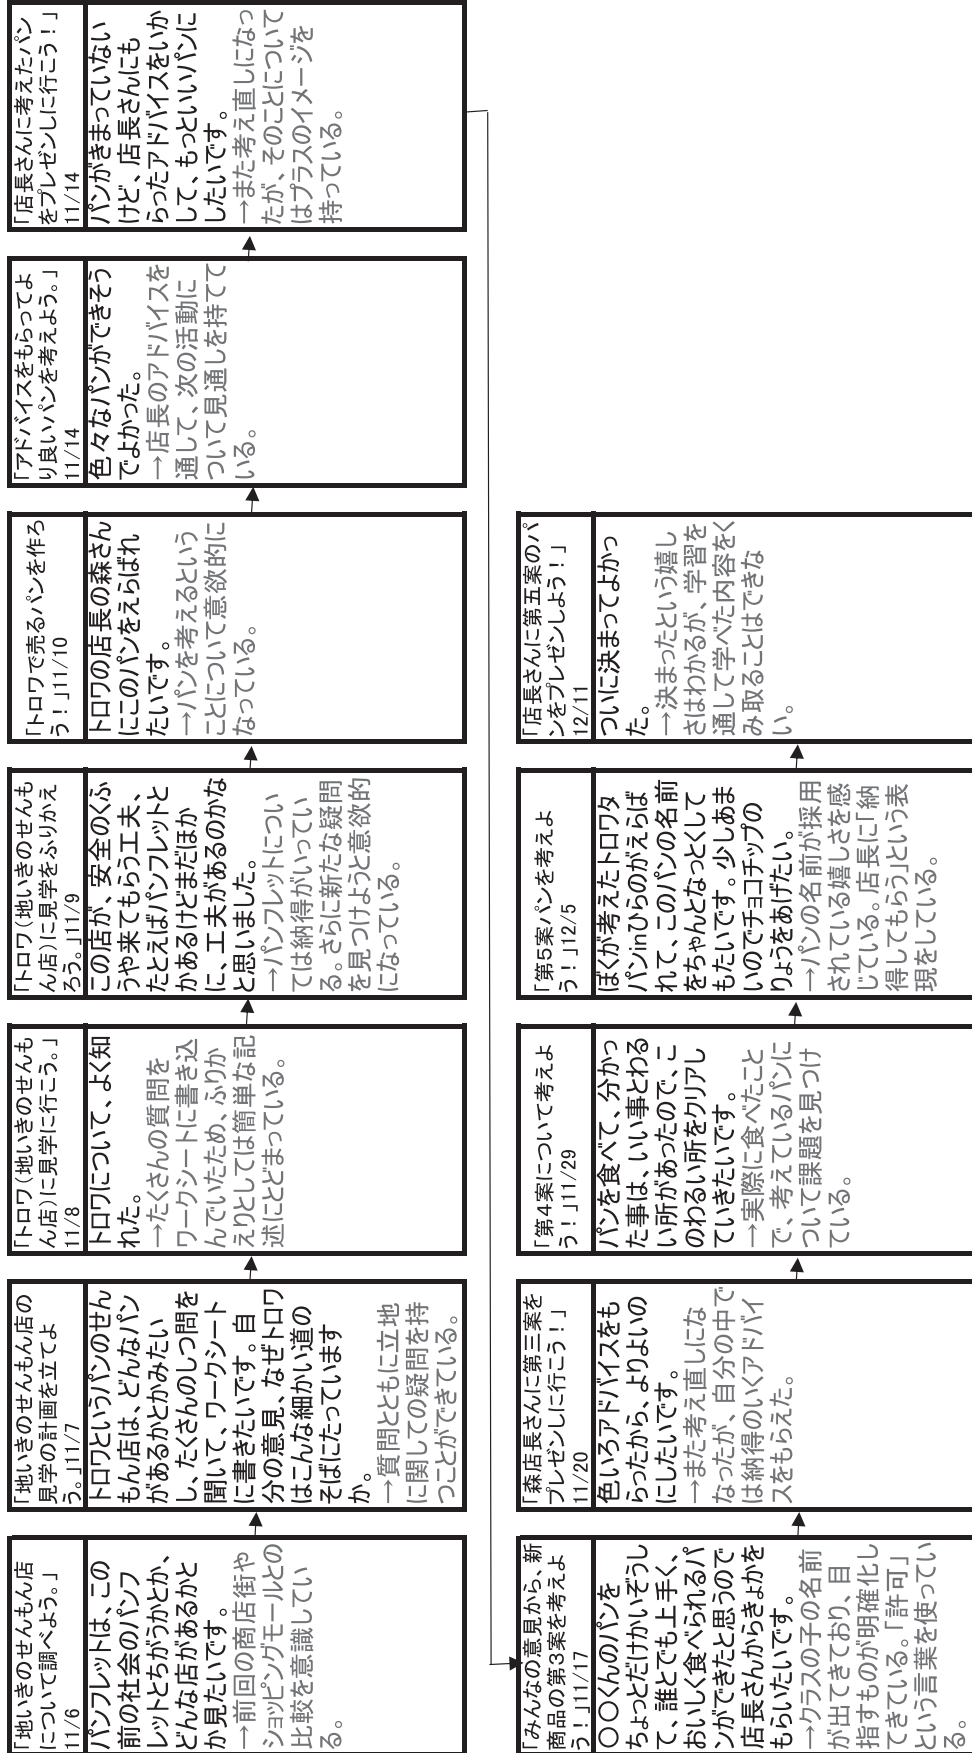 「地いきのせんもん店
について調べよう。」
11/6
パンフレットは、この
前の社会のパンフ
レットとちがうかとか、
どんな店があるかと
か見たいです。
→前回の商店街や
ショッピングモールとの
比較を意識してい
る。
「地いきのせんもん店の
見学の計画を立てよ
う。」11/7
トロワというパンのせん
もん店は、どんなパン
があるかとかみたい
し、たくさんのしつ問を
聞いて、ワークシート
に書きたいです。自
分の意見、なぜトロワ
はこんな細かい道の
そばにたっています
か。
→質問とともに立地
に関しての疑問を持
つことができている。
「トロワ(地いきのせんも
ん店)に見学に行こう。」
11/8
トロワについて、よく知
れた。
→たくさんの質問を
ワークシートに書き込
んでいたため、ふりか
えりとしては簡単な記
述にとどまっている。
「トロワ(地いきのせんも
ん店)に見学をふりかえ
ろう。」11/9
この店が、安全のくふ
うや来てもらう工夫、
たとえばパンフレットと
かあるけどまだほか
に、工夫があるのかな
と思いました。
→パンフレットについ
ては納得がいってい
る。さらに新たな疑問
を見つけようと意欲的
になっている。
「トロワで売るパンを作ろ
う!」11/10
トロワの店長の森さん
にこのパンをえらばれ
たいです。
→パンを考えるという
ことについて意欲的に
なっている。
「アドバイスをもらってよ
り良いパンを考えよう。」
11/14
色々なパンができそう
でよかった。
→店長のアドバイスを
通して、次の活動に
ついて見通しを持てて
いる。
「店長さんに考えたパン
をプレゼンしに行こう!」
11/14
パンがきまっていない
けど、店長さんにも
らったアドバイスをいか
して、もっといいパンに
したいです。
→また考え直しになっ
たが、そのことについて
はプラスのイメージを
持っている。
「みんなの意見から、新
商品の第3案を考えよ
う!」11/17
〇〇くんのパンを
ちょっとだけかいぞうし
て、誰とでも上手く、
おいしく食べられるパ
ンができたと思うので
店長さんからきょかを
もらいたいです。
→クラスの子の名前
が出てきており、目
指すものが明確化し
てきている。「許可」
という言葉を使ってい
る。
「森店長さんに第三案を
プレゼンしに行こう!」
11/20
色いろアドバイスをも
らったから、よりよいの
にしたいです。
→また考え直しにな
なったが、自分の中で
は納得のいくアドバイ
スをもらえた。
「第4案について考えよ
う!」11/29
パンを食べて、分かっ
た事は、いい事とわる
い所があったので、こ
のわるい所をクリアし
ていきたいです。
→実際に食べたこと
で、考えているパンに
ついて課題を見つけ
ている。
「第5案パンを考えよ
う!」12/5
ぼくが考えたトロワタ
パンinひらのがえらば
れて、このパンの名前
をちゃんとなっとくして
もたいです。少しあま
いのでチョコチップの
りょうをあげたい。
→パンの名前が採用
されている嬉しさを感
じている。店長に「納
得してもらう」という表
現をしている。
「店長さんに第五案のパ
ンをプレゼンしよう!」
12/11
ついに決まってよかっ
た。
→決まったという嬉し
さはわかるが、学習を
通して学べた内容をく
み取ることはできな
い。